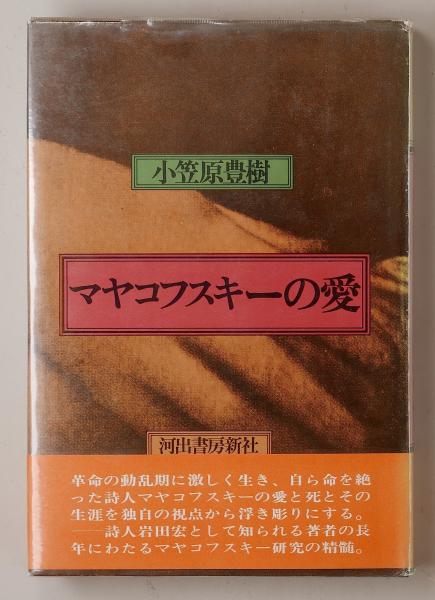 小笠原豊樹
マヤコフスキーの愛
河出書房新社
革命の動乱期に激しく生き、自ら命を絶
った詩人マヤコフスキーの愛と死とその
生涯を独自の視点から浮き彫りにする。
──詩人岩田宏として知られる著者の長
年にわたるマヤコフスキー研究の精髄。